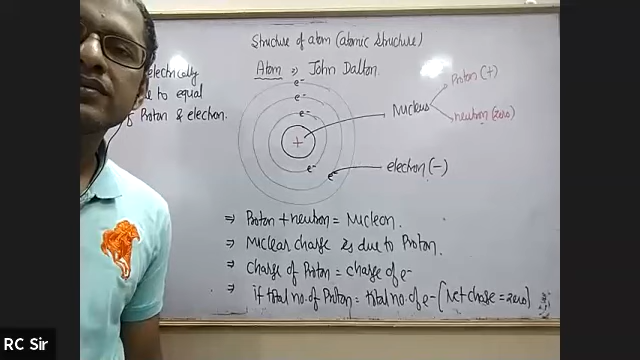 Structure of atom (atomic Structure)
Atom ⇒ John Dalton.
electrically
to equal
Proton & electron.
e⁻
e⁻
e⁻
+
e⁻
e⁻
Nucleus
Proton (+)
neutron (zero)
electron (−)
⇒ Proton + neutron = Nucleon.
⇒ Nuclear charge is due to Proton.
⇒ charge of Proton = charge of e⁻
⇒ if total no. of Proton = total no. of e⁻ [Net charge = zero]
RC Sir